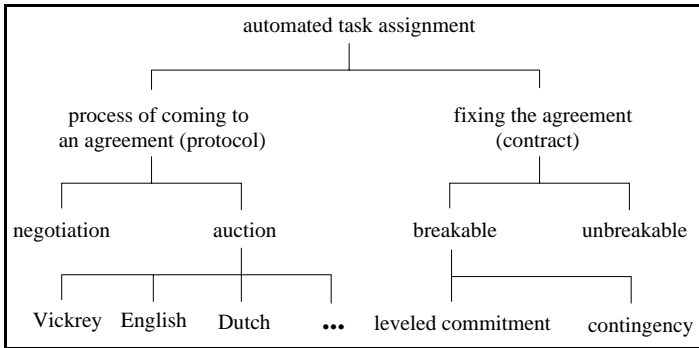 automated task assignment
process of coming to
an agreement (protocol)
fixing the agreement
(contract)
negotiation
auction
breakable
unbreakable
Vickrey
English
Dutch
...
leveled commitment
contingency